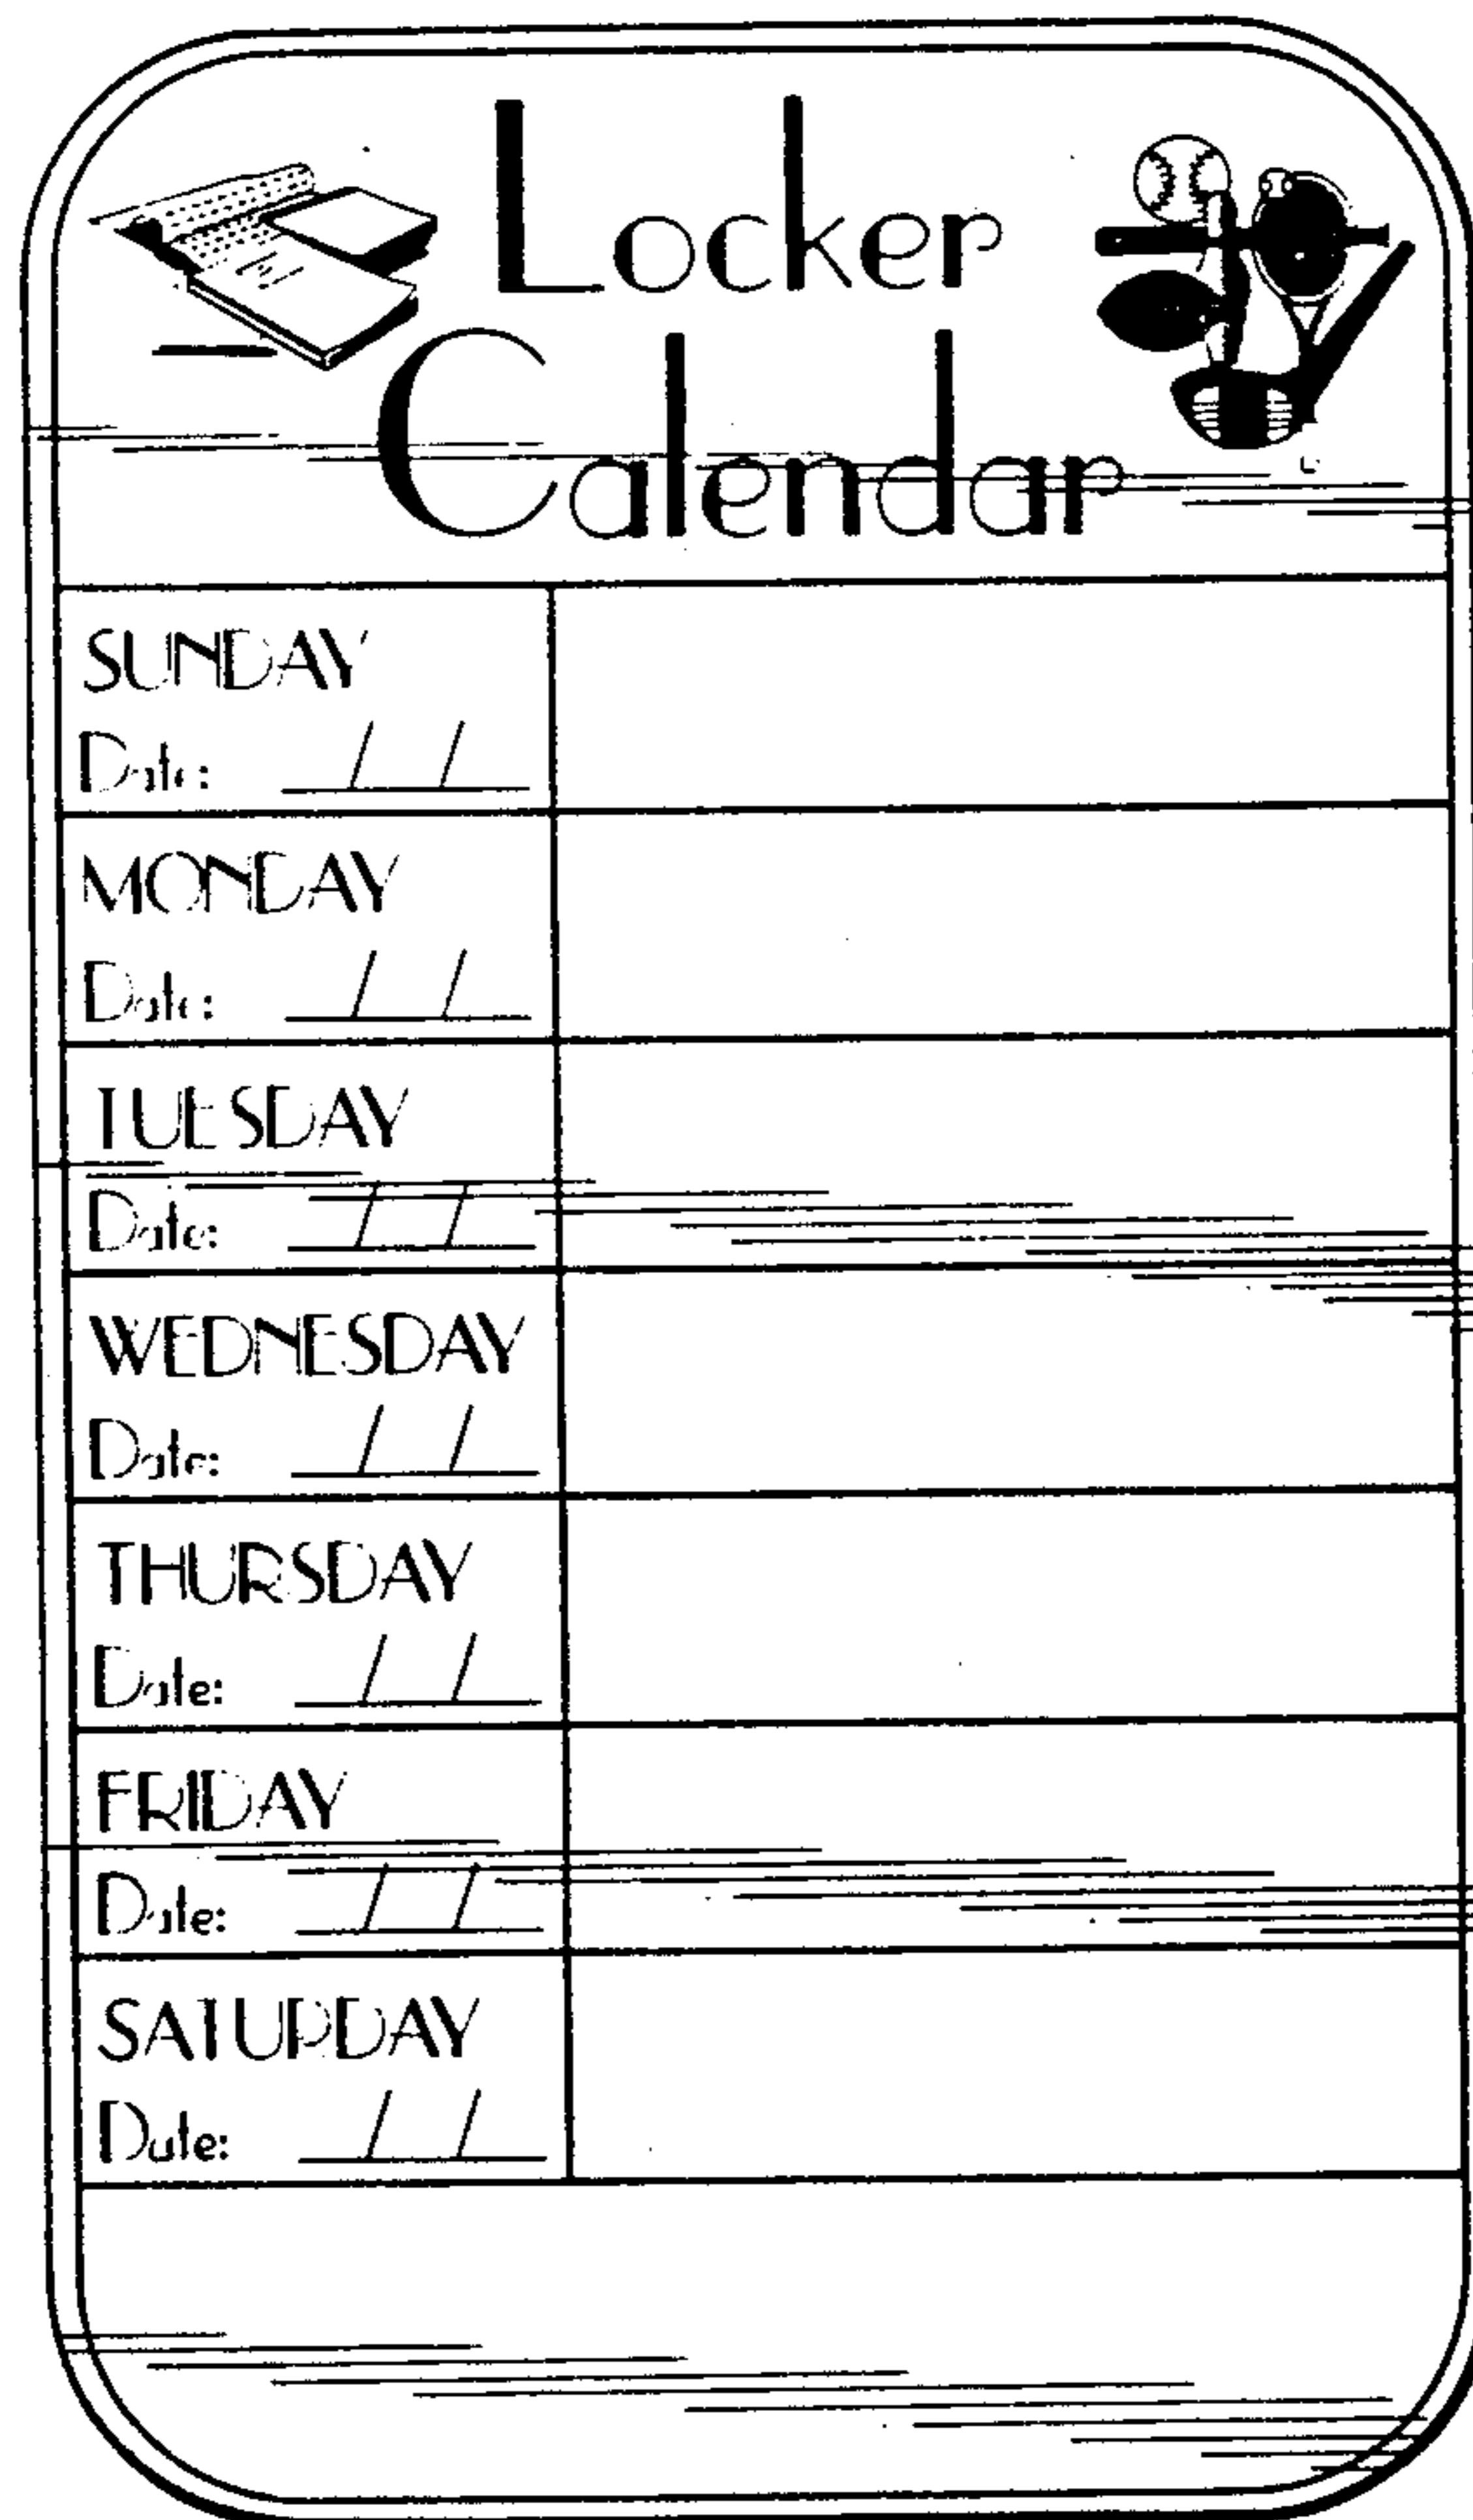 Locker
Calendar
SUNDAY
Date: / /
MONDAY
Date: / /
TUESDAY
Date: / /
WEDNESDAY
Date: / /
THURSDAY
Date: / /
FRIDAY
Date: / /
SATURDAY
Date: / /